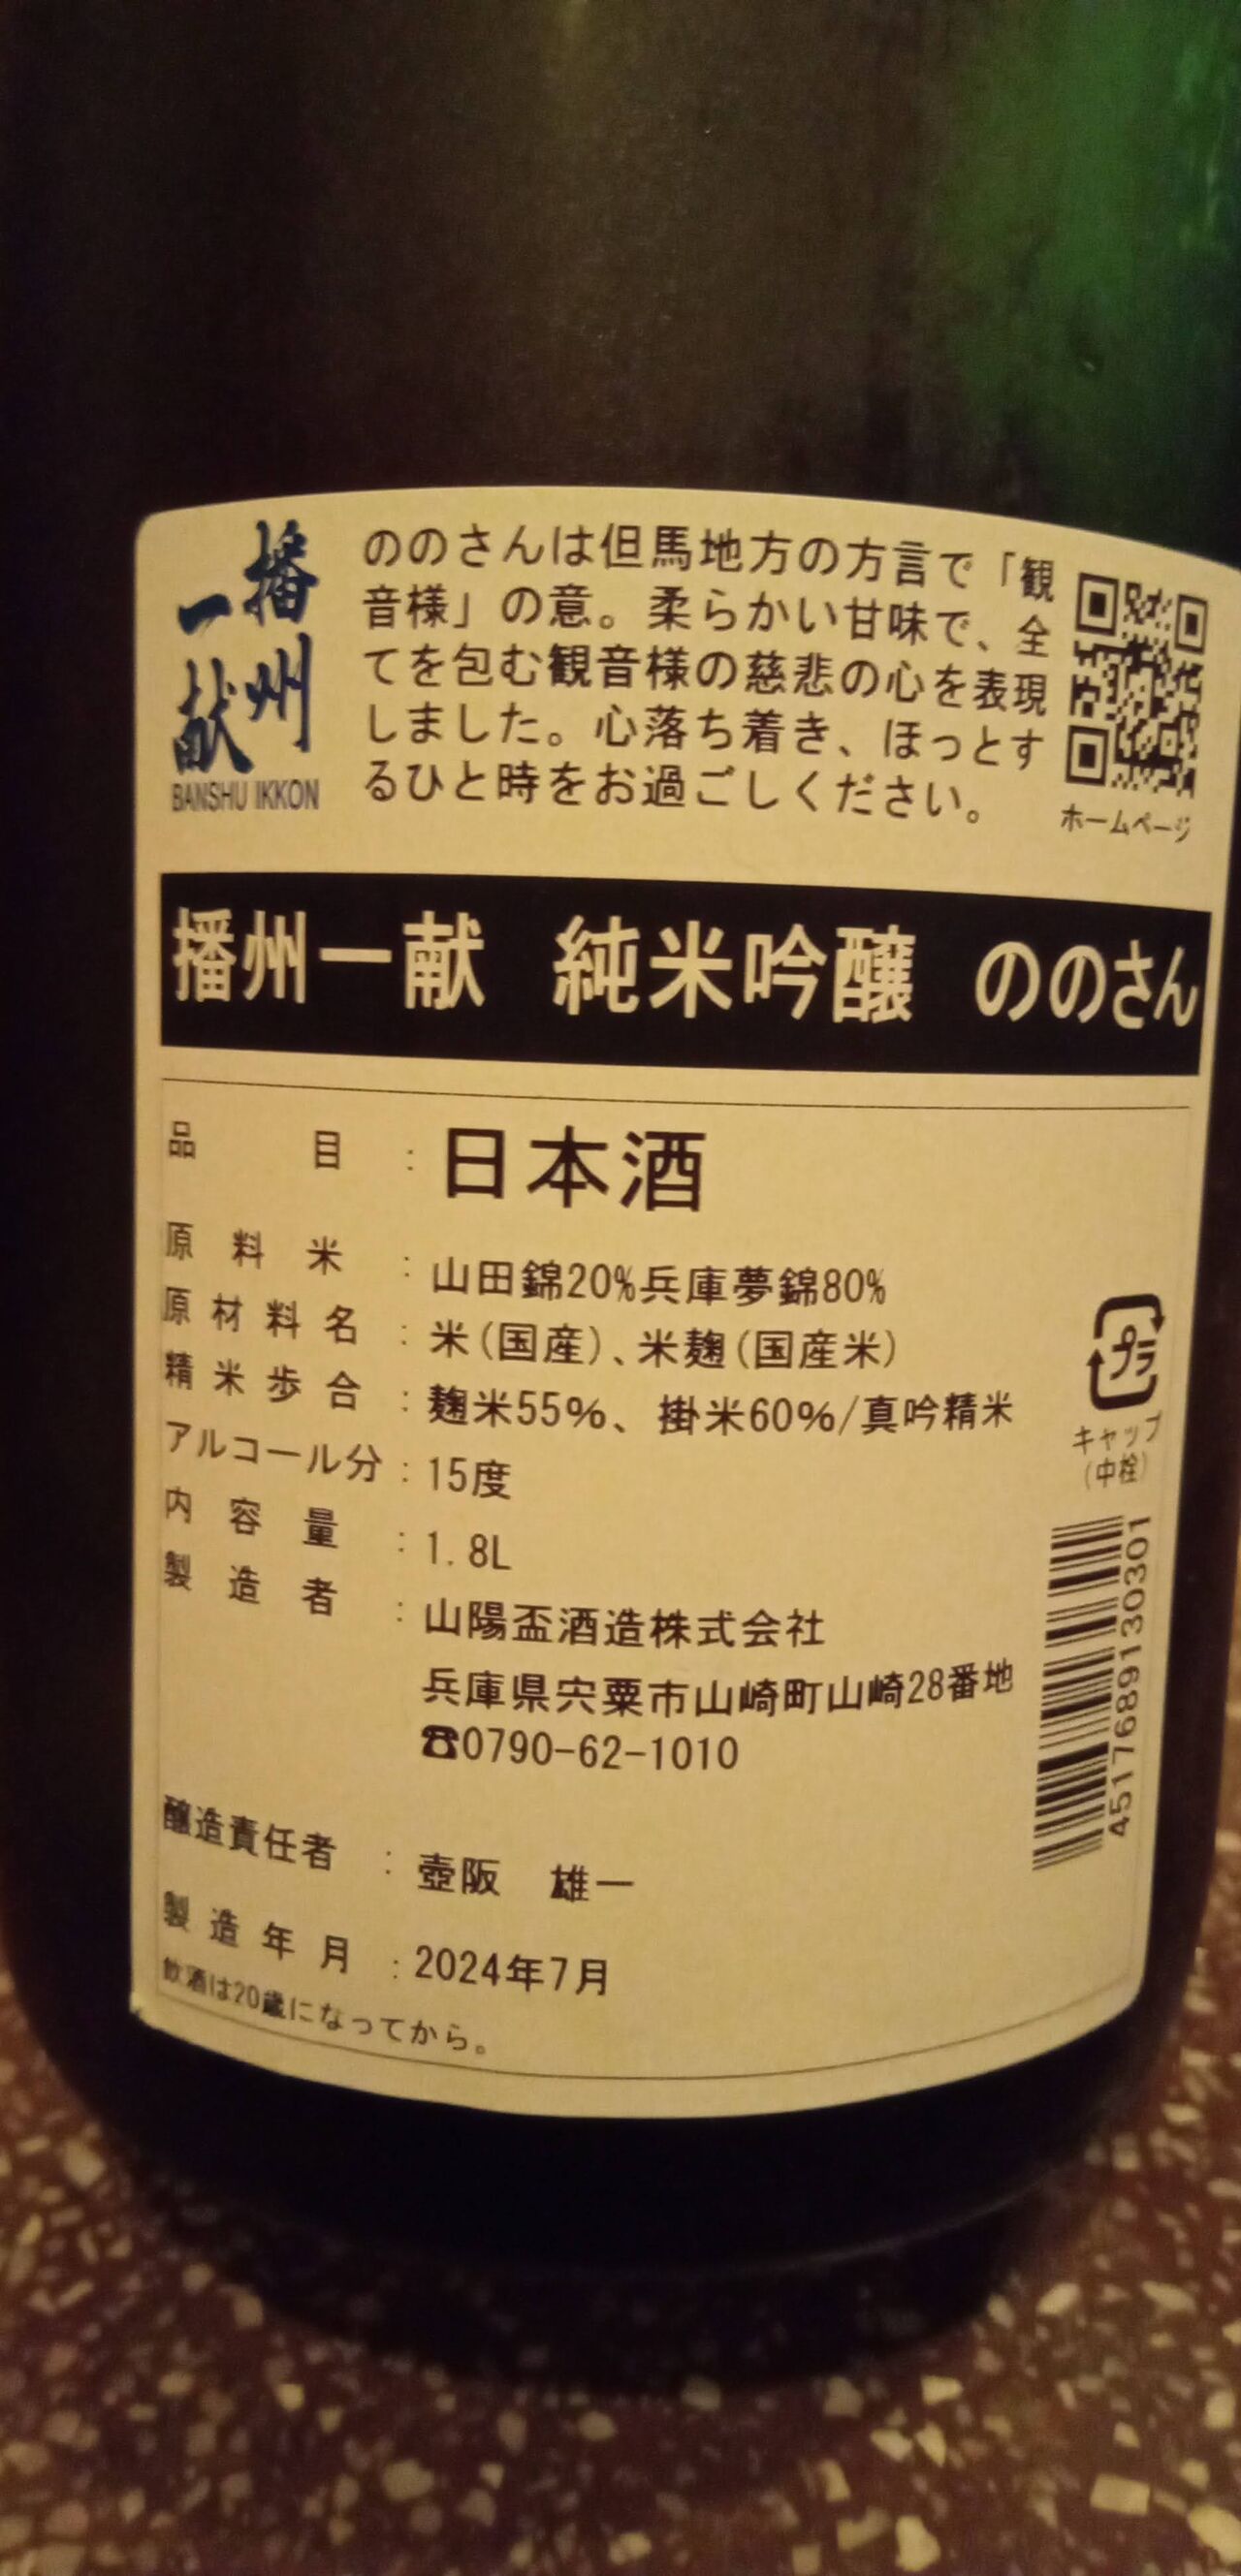 播州
一献
BANSHU IKKON
ののさんは但馬地方の方言で「観
音様」の意。柔らかい甘味で、全
てを包む観音様の慈悲の心を表現
しました。心落ち着き、ほっとす
るひと時をお過ごしください。
ホームページ
播州一献 純米吟醸 ののさん
品目:日本酒
原料米:山田錦20%兵庫夢錦80%
原材料名:米(国産)、米麹(国産米)
精米歩合:麹米55%、掛米60%/真吟精米
アルコール分:15度
内容量:1.8L
製造者:山陽盃酒造株式会社
兵庫県宍粟市山崎町山崎28番地
☎0790-62-1010
醸造責任者:壺阪 雄一
製造年月:2024年7月
飲酒は20歳になってから。
プラ
キャップ
(中栓)
4517689130301